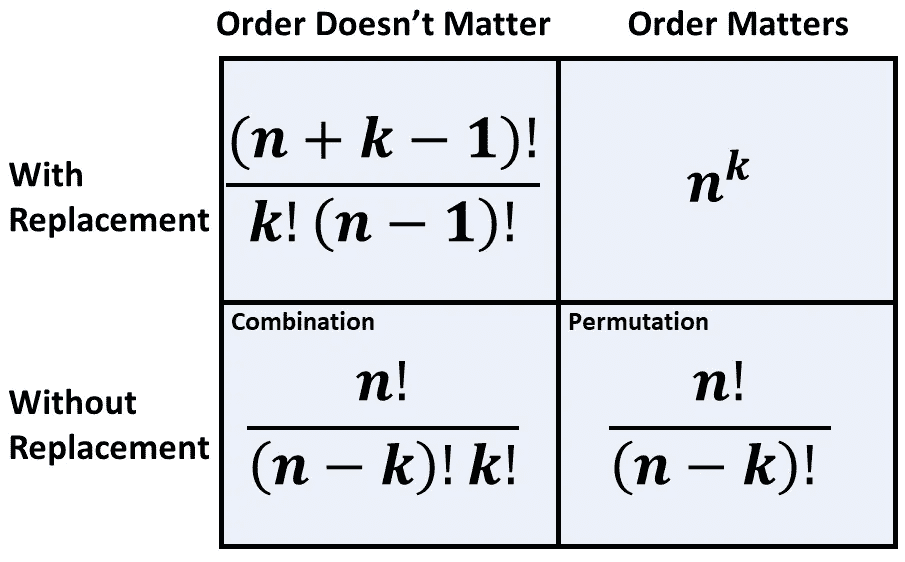 Order Doesn't Matter
Order Matters
With
Replacement
(n + k − 1)!
k! (n − 1)!
n^k
Without
Replacement
Combination
n!
(n − k)! k!
Permutation
n!
(n − k)!